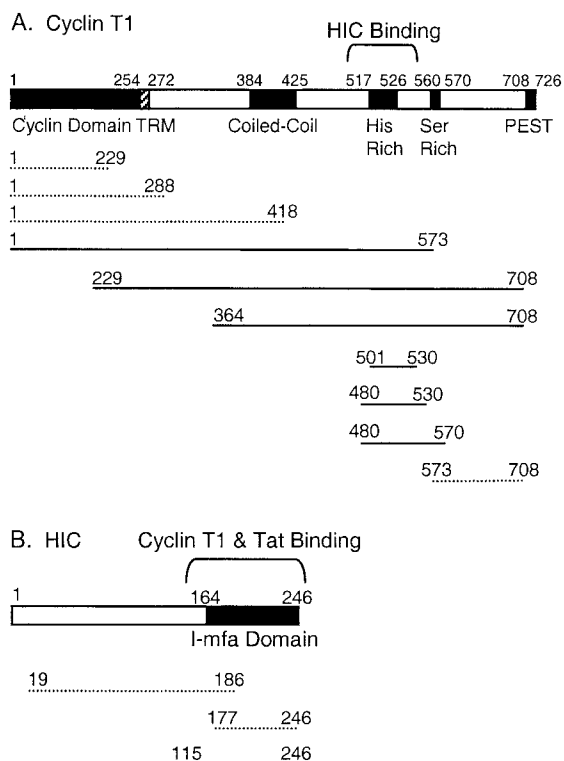 A. Cyclin T1
HIC Binding
1 254 272 384 425 517 526 560 570 708 726
Cyclin Domain TRM Coiled-Coil His Rich Ser Rich PEST
1 229
1 288
1 418
1 573
229 708
364 708
501 530
480 530
480 570
573 708
B. HIC
Cyclin T1 & Tat Binding
1 164 246
I-mfa Domain
19 186
177 246
115 246